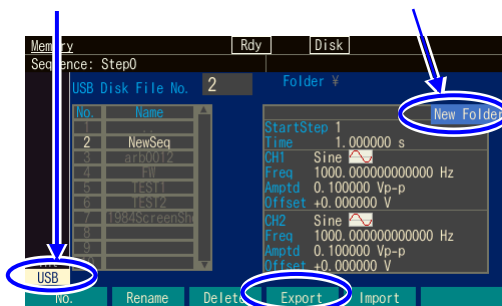 Memory Rdy Disk
Sequence: Step0
USB Disk File No. 2 Folder ¥
New Folder
No. Name
1 ..
2 NewSeq
3 arb0012
4 FW
5 TEST1
6 TEST2
7 1984ScreenSho
8
9
StartStep 1
Time 1.000000 s
CH1 Sine
Freq 1000.000000000000 Hz
Amptd 0.100000 Vp-p
Offset +0.000000 V
CH2 Sine
Freq 1000.000000000000 Hz
Amptd 0.100000 Vp-p
Offset +0.000000 V
USB
No. Rename Delete Export Import